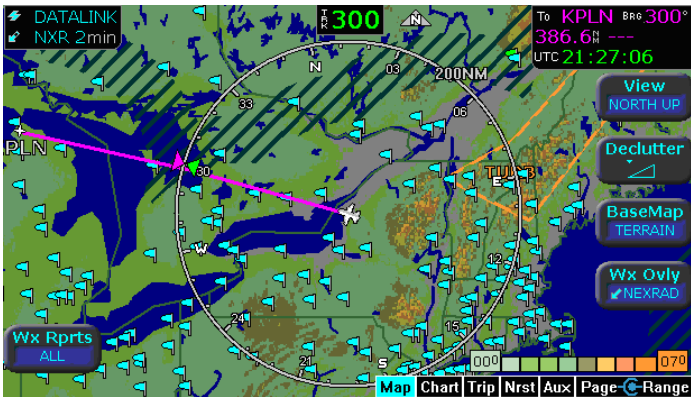 DATALINK
NXR 2min
TRK 300
N
To KPLN BRG 300°
386.6NM ---
UTC 21:27:06
View
NORTH UP
Declutter
BaseMap
TERRAIN
Wx Ovly
NEXRAD
Wx Rprts
ALL
200NM
N
03
33
06
PLN
30
E
W
12
24
15
21
S
000 070
Map Chart Trip Nrst Aux Page Range